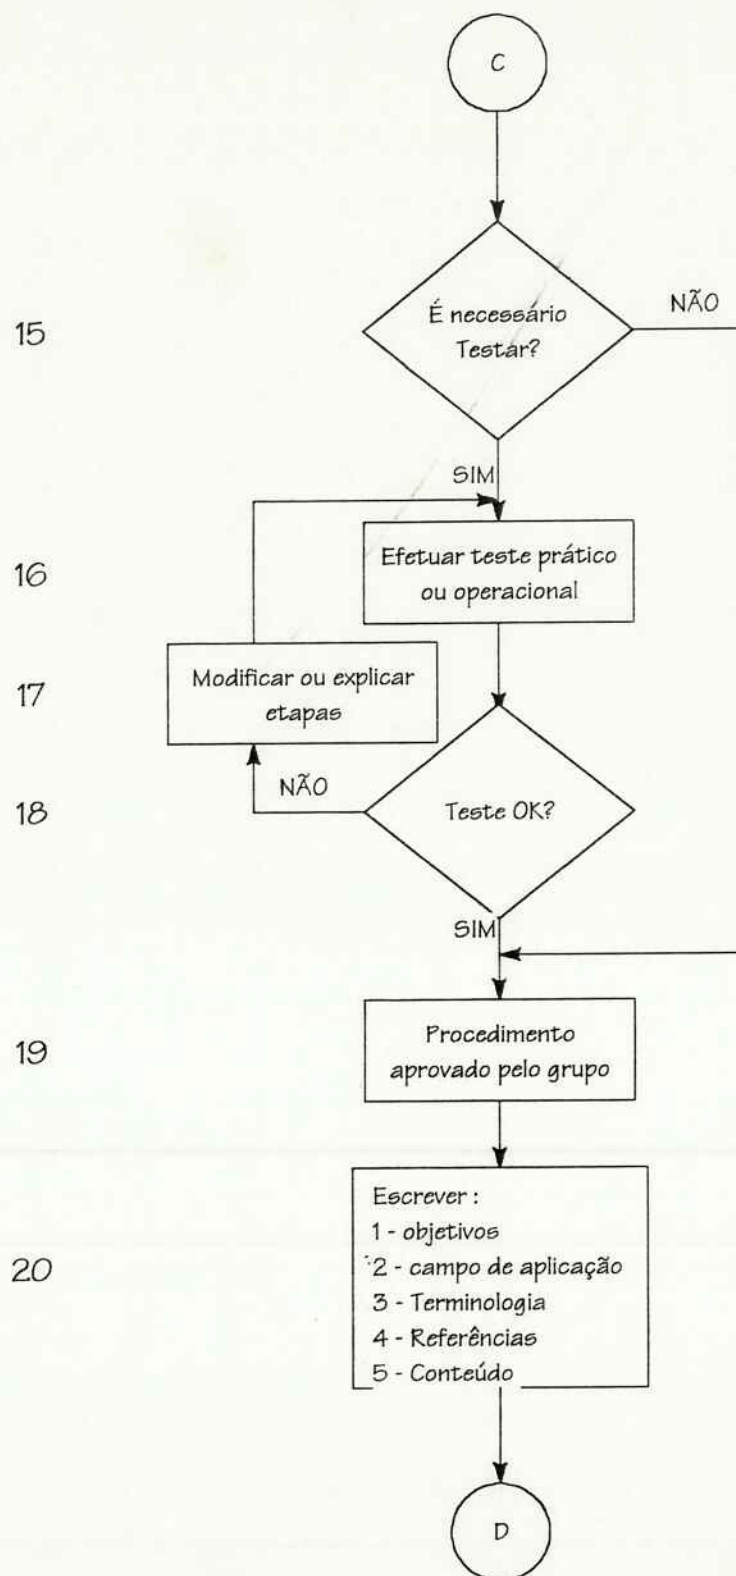 C
15
É necessário
Testar?
NÃO
SIM
16
Efetuar teste prático
ou operacional
17
Modificar ou explicar
etapas
NÃO
18
Teste OK?
SIM
19
Procedimento
aprovado pelo grupo
20
Escrever :
1 - objetivos
2 - campo de aplicação
3 - Terminologia
4 - Referências
5 - Conteúdo
D